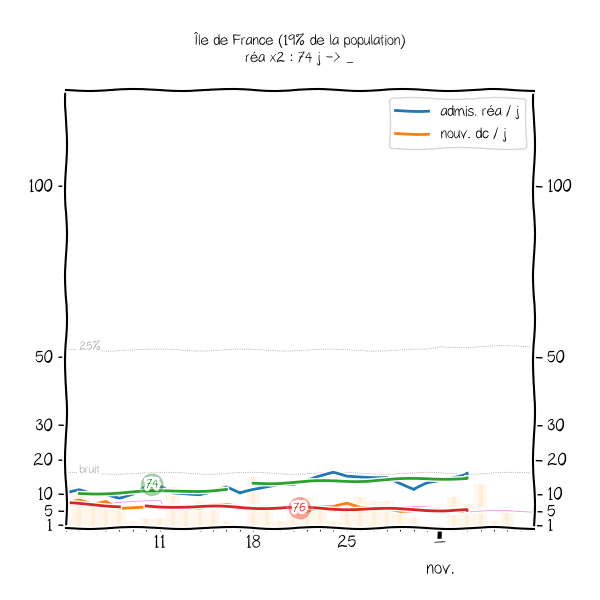 Île de France (19% de la population)
réa x2 : 74 j -> _
admis. réa / j
nouv. dc / j
100 100
25%
50 50
30 30
20 20
bruit
74
10 10
76
5 5
1 1
11 18 25 1
nov.